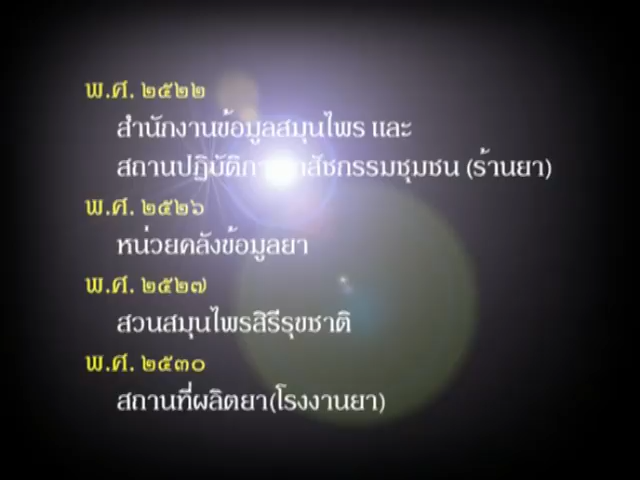 พ.ศ. ๒๕๒๒
สำนักงานข้อมูลสมุนไพร และ
สถานปฏิบัติการเภสัชกรรมชุมชน (ร้านยา)
พ.ศ. ๒๕๒๖
หน่วยคลังข้อมูลยา
พ.ศ. ๒๕๒๗
สวนสมุนไพรสิรีรุขชาติ
พ.ศ. ๒๕๓๐
สถานที่ผลิตยา(โรงงานยา)